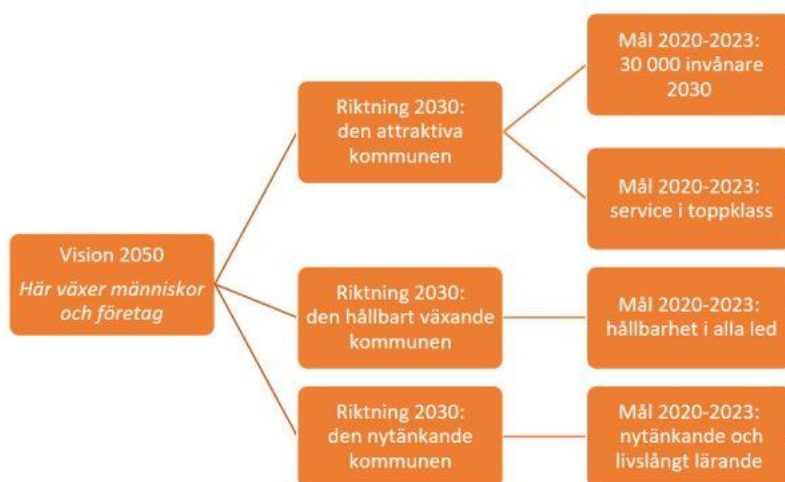 Vision 2050
Här växer människor
och företag
Riktning 2030:
den attraktiva
kommunen
Mål 2020-2023:
30 000 invånare
2030
Mål 2020-2023:
service i toppklass
Riktning 2030:
den hållbart växande
kommunen
Mål 2020-2023:
hållbarhet i alla led
Riktning 2030:
den nytänkande
kommunen
Mål 2020-2023:
nytänkande och
livslångt lärande